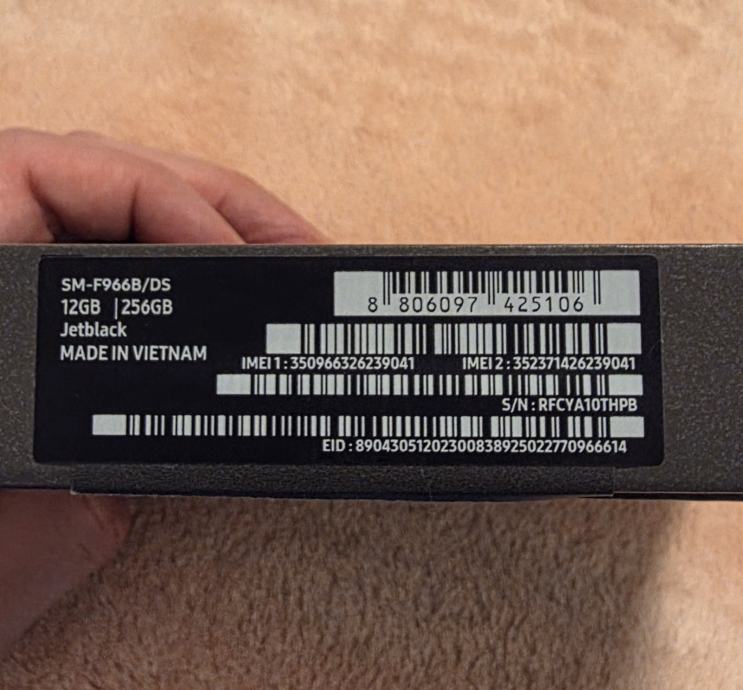 SM-F966B/DS
12GB | 256GB
Jetblack
MADE IN VIETNAM
8 806097 425106
IMEI 1 : 350966326239041 IMEI 2 : 352371426239041
S/N : RFCYA10THPB
EID : 89043051202300838925022770966614